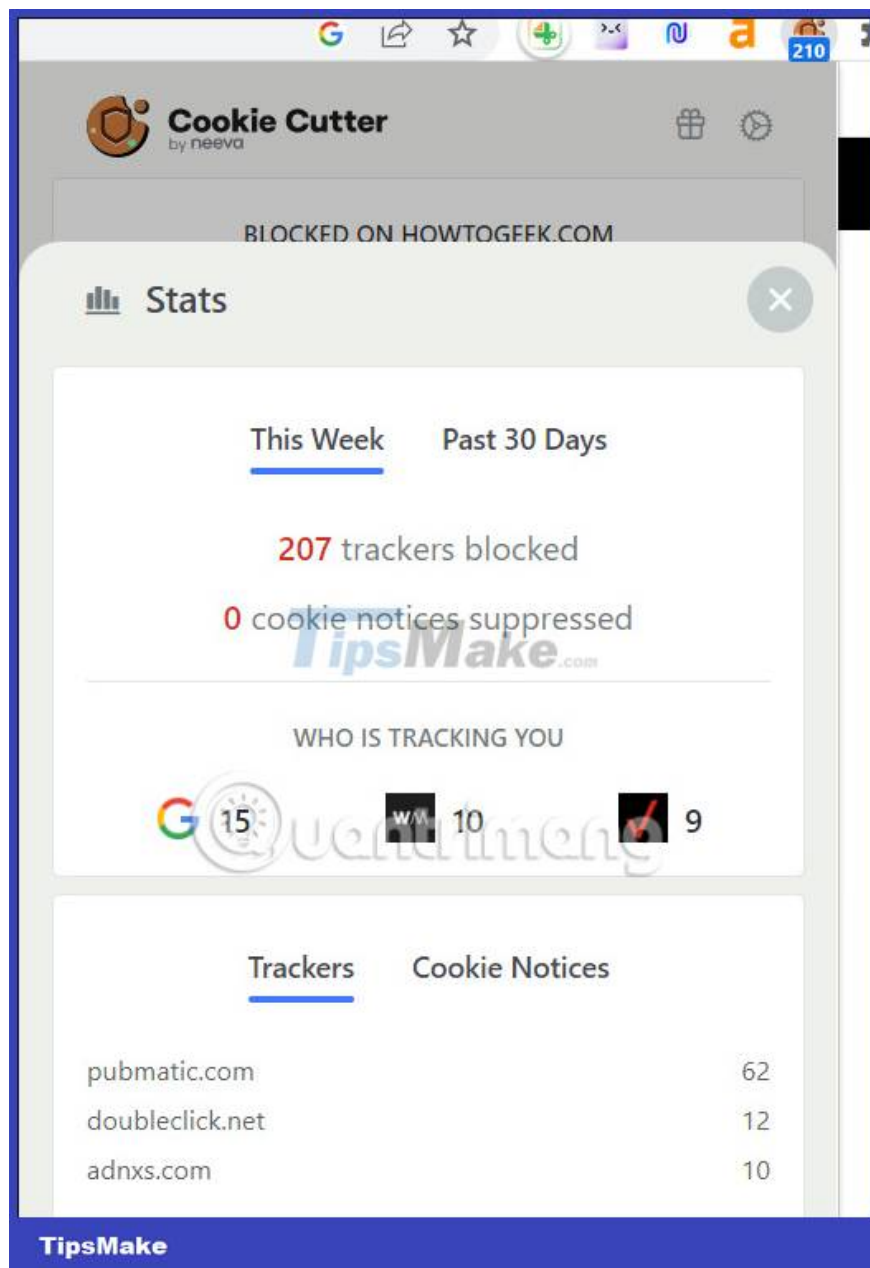 210
Cookie Cutter
by neeva
BLOCKED ON HOWTOGEEK.COM
Stats
This Week Past 30 Days
207 trackers blocked
0 cookie notices suppressed
TipsMake.com
WHO IS TRACKING YOU
15 10 9
Quantrimang
Trackers Cookie Notices
pubmatic.com 62
doubleclick.net 12
adnxs.com 10
TipsMake